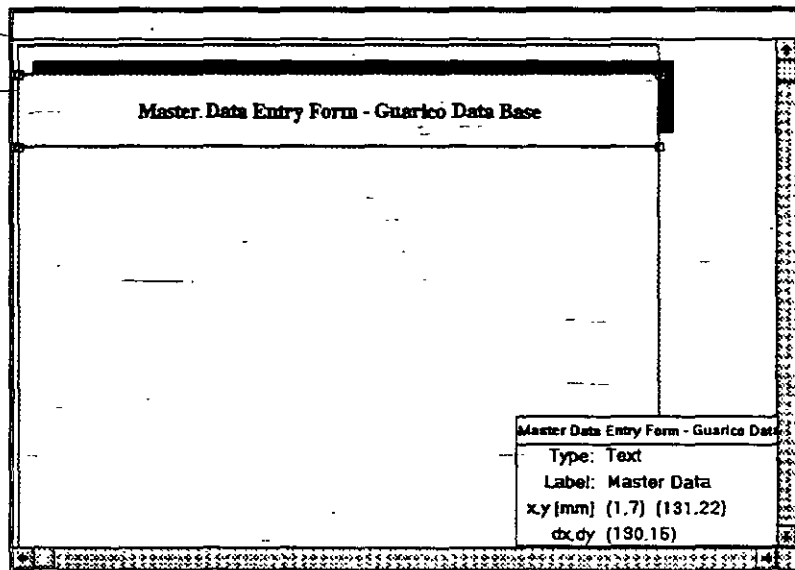 Master Data Entry Form - Guarico Data Base
Master Data Entry Form - Guarico Data
Type: Text
Label: Master Data
x,y [mm] (1,7) (131,22)
dx,dy (130,15)